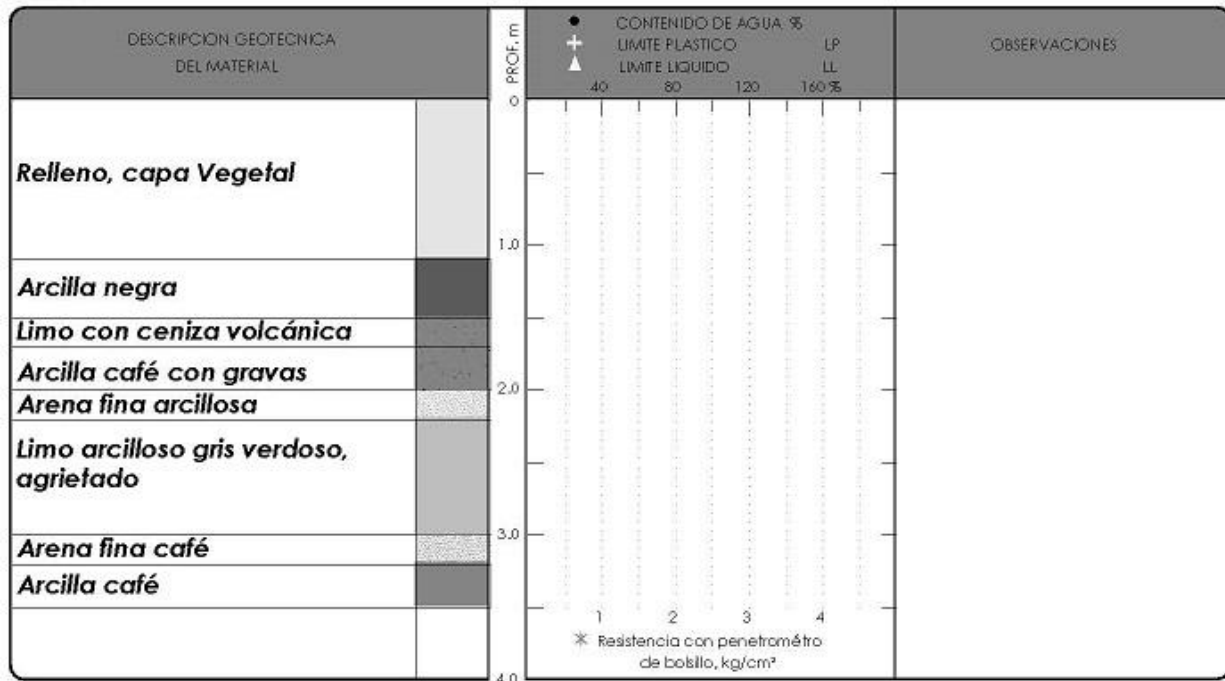 DESCRIPCION GEOTECNICA
DEL MATERIAL
PROF. m
CONTENIDO DE AGUA %
LIMITE PLASTICO LP
LIMITE LIQUIDO LL
40 80 120 160 %
OBSERVACIONES
0
Relleno, capa Vegetal
1.0
Arcilla negra
Limo con ceniza volcánica
Arcilla café con gravas
2.0
Arena fina arcillosa
Limo arcilloso gris verdoso,
agrietado
3.0
Arena fina café
Arcilla café
1 2 3 4
Resistencia con penetrométro
de bolsillo, kg/cm²
4.0